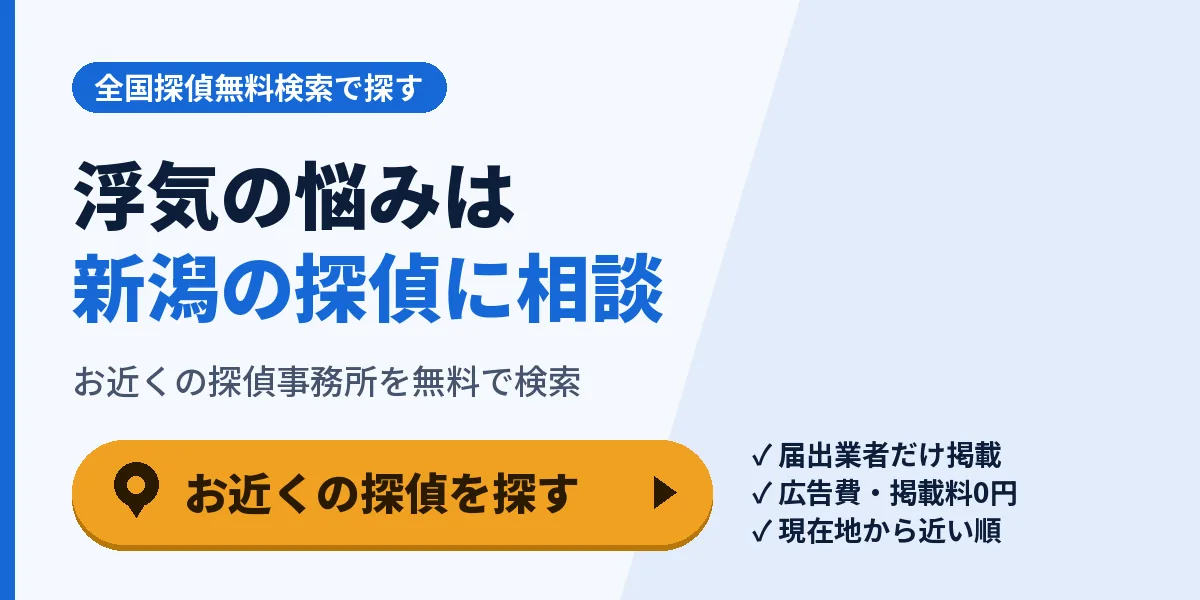 全国探偵無料検索で探す
浮気の悩みは
新潟の探偵に相談
お近くの探偵事務所を無料で検索
お近くの探偵を探す
✓届出業者だけ掲載
✓広告費・掲載料0円
✓現在地から近い順